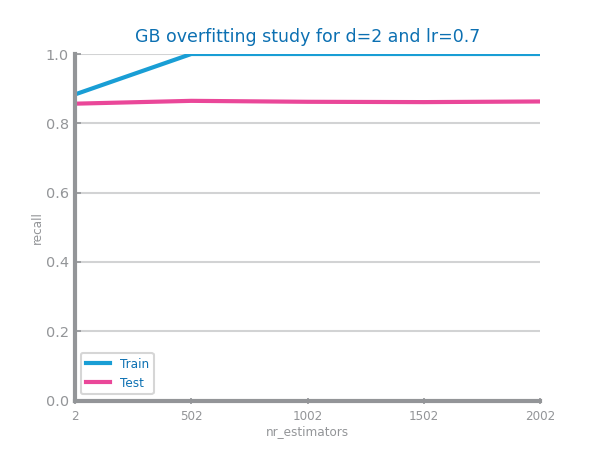 GB overfitting study for d=2 and lr=0.7
1.0
0.8
0.6
0.4
0.2
0.0
recall
Train
Test
2 502 1002 1502 2002
nr_estimators